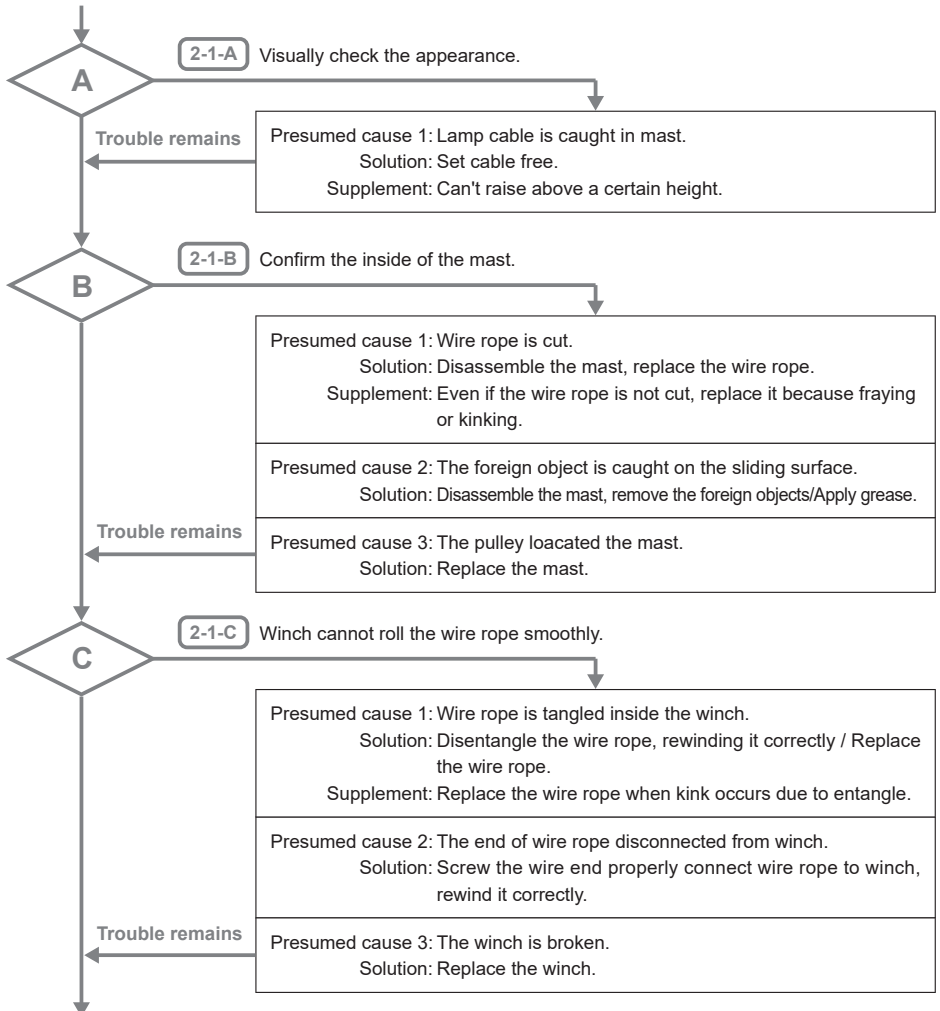 2-1-A Visually check the appearance.
A
Trouble remains
Presumed cause 1: Lamp cable is caught in mast.
Solution: Set cable free.
Supplement: Can't raise above a certain height.
2-1-B Confirm the inside of the mast.
B
Presumed cause 1: Wire rope is cut.
Solution: Disassemble the mast, replace the wire rope.
Supplement: Even if the wire rope is not cut, replace it because fraying
or kinking.
Presumed cause 2: The foreign object is caught on the sliding surface.
Solution: Disassemble the mast, remove the foreign objects/Apply grease.
Trouble remains
Presumed cause 3: The pulley loacated the mast.
Solution: Replace the mast.
2-1-C Winch cannot roll the wire rope smoothly.
C
Presumed cause 1: Wire rope is tangled inside the winch.
Solution: Disentangle the wire rope, rewinding it correctly / Replace
the wire rope.
Supplement: Replace the wire rope when kink occurs due to entangle.
Presumed cause 2: The end of wire rope disconnected from winch.
Solution: Screw the wire end properly connect wire rope to winch,
rewind it correctly.
Trouble remains
Presumed cause 3: The winch is broken.
Solution: Replace the winch.